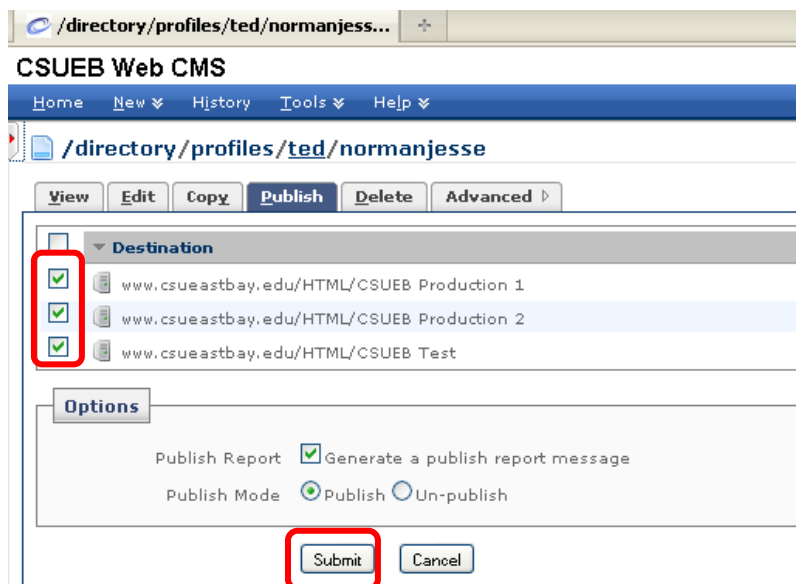 /directory/profiles/ted/normanjess...
CSUEB Web CMS
Home New History Tools Help
/directory/profiles/ted/normanjesse
View Edit Copy Publish Delete Advanced
Destination
www.csueastbay.edu/HTML/CSUEB Production 1
www.csueastbay.edu/HTML/CSUEB Production 2
www.csueastbay.edu/HTML/CSUEB Test
Options
Publish Report Generate a publish report message
Publish Mode Publish Un-publish
Submit Cancel